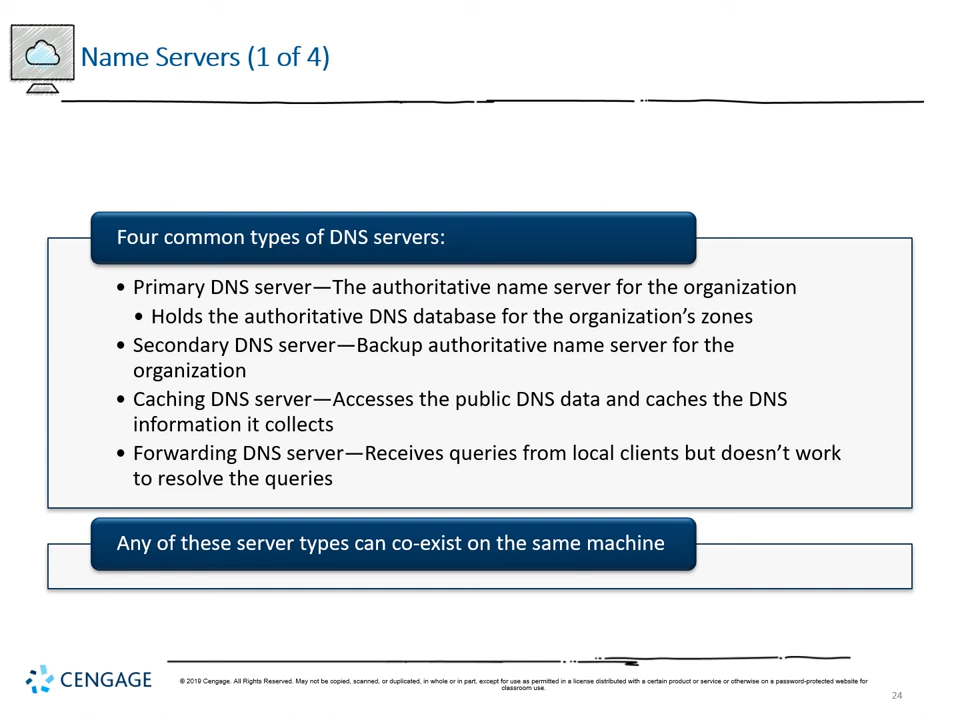 Name Servers (1 of 4)
Four common types of DNS servers:
• Primary DNS server—The authoritative name server for the organization
• Holds the authoritative DNS database for the organization’s zones
• Secondary DNS server—Backup authoritative name server for the
organization
• Caching DNS server—Accesses the public DNS data and caches the DNS
information it collects
• Forwarding DNS server—Receives queries from local clients but doesn’t work
to resolve the queries
Any of these server types can co-exist on the same machine
CENGAGE
© 2019 Cengage. All Rights Reserved. May not be copied, scanned, or duplicated, in whole or in part, except for use as permitted in a license distributed with a certain product or service or otherwise on a password-protected website for
classroom use.
24